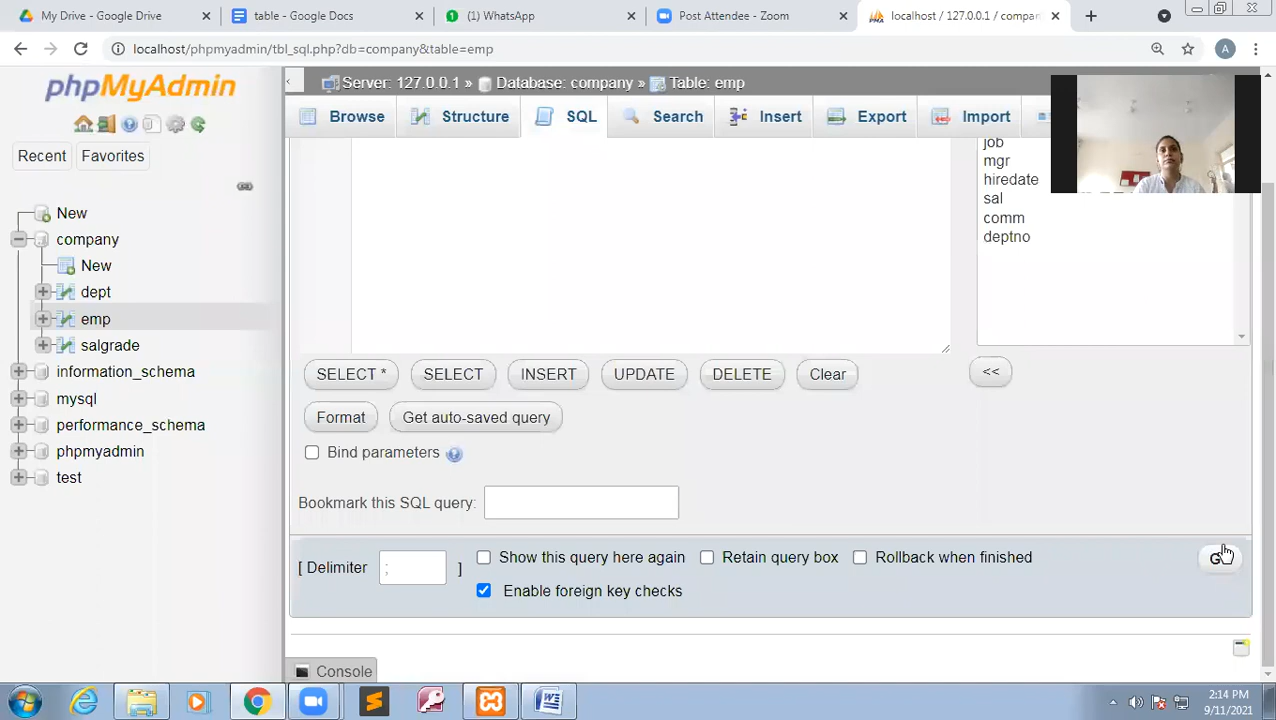 My Drive - Google Drive
table - Google Docs
(1) WhatsApp
Post Attendee - Zoom
localhost / 127.0.0.1 / compan
localhost/phpmyadmin/tbl_sql.php?db=company&table=emp
A
phpMyAdmin
Recent
Favorites
New
company
New
dept
emp
salgrade
information_schema
mysql
performance_schema
phpmyadmin
test
Server: 127.0.0.1 » Database: company » Table: emp
Browse
Structure
SQL
Search
Insert
Export
Import
job
mgr
hiredate
sal
comm
deptno
SELECT *
SELECT
INSERT
UPDATE
DELETE
Clear
<<
Format
Get auto-saved query
Bind parameters
Bookmark this SQL query:
[ Delimiter ; ]
Show this query here again
Retain query box
Rollback when finished
Enable foreign key checks
Console
2:14 PM
9/11/2021